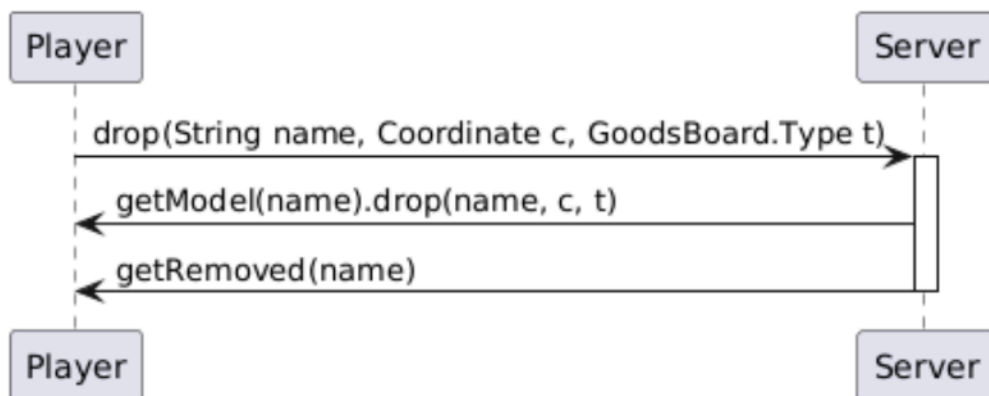 Player
Server
drop(String name, Coordinate c, GoodsBoard.Type t)
getModel(name).drop(name, c, t)
getRemoved(name)
Player
Server